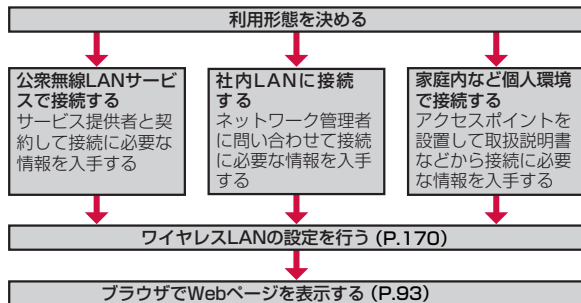 利用形態を決める
公衆無線LANサービ
スで接続する
サービス提供者と契
約して接続に必要な
情報を入手する
社内LANに接続
する
ネットワーク管理者
に問い合わせて接続
に必要な情報を入手
する
家庭内など個人環境
で接続する
アクセスポイントを
設置して取扱説明書
などから接続に必要
な情報を入手する
ワイヤレスLANの設定を行う (P.170)
ブラウザでWebページを表示する (P.93)